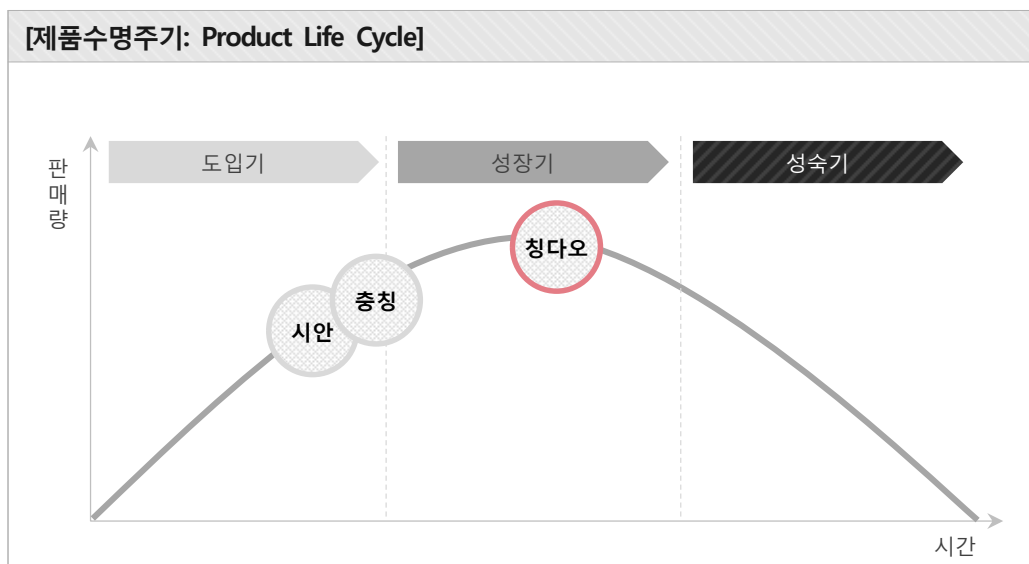 [제품수명주기: Product Life Cycle]
판매량
도입기
성장기
성숙기
칭다오
충칭
시안
시간